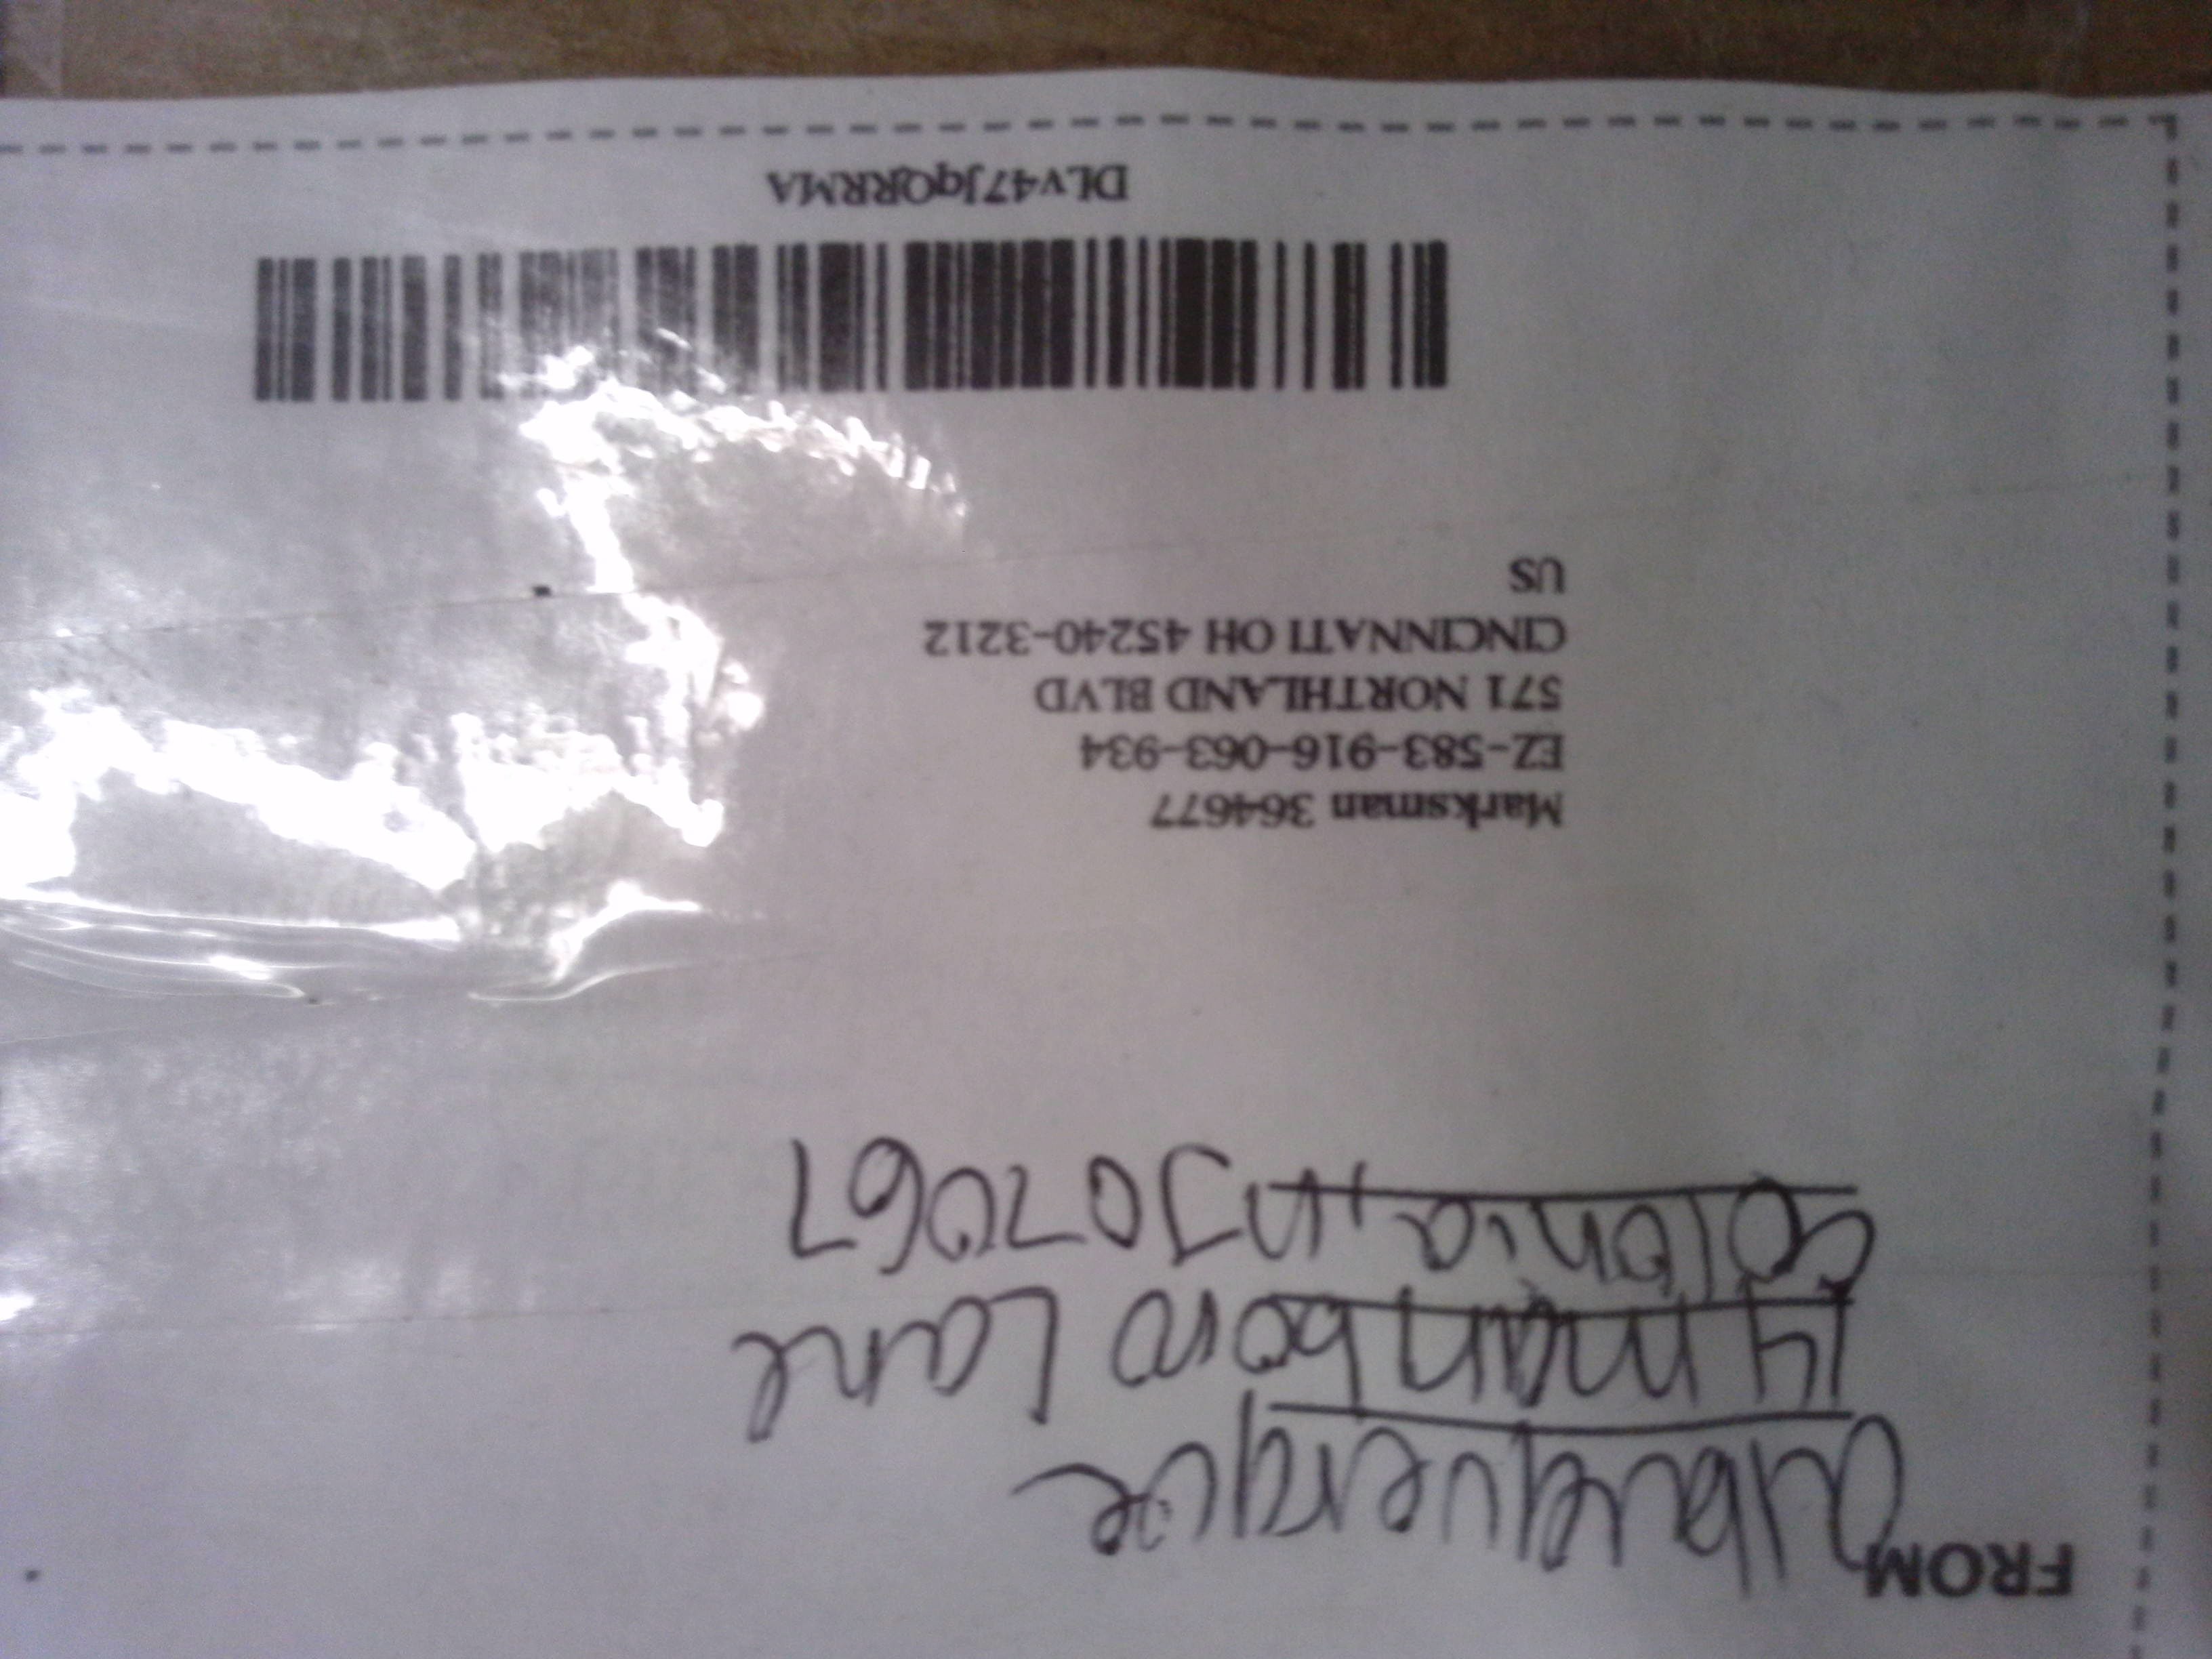 FROM
albuquerque
14 manboro Lane
colonia, nJ 07067
Marksman 364677
EZ-583-916-063-934
571 NORTHLAND BLVD
CINCINNATI OH 45240-3212
US
DLv47JqQRRMA